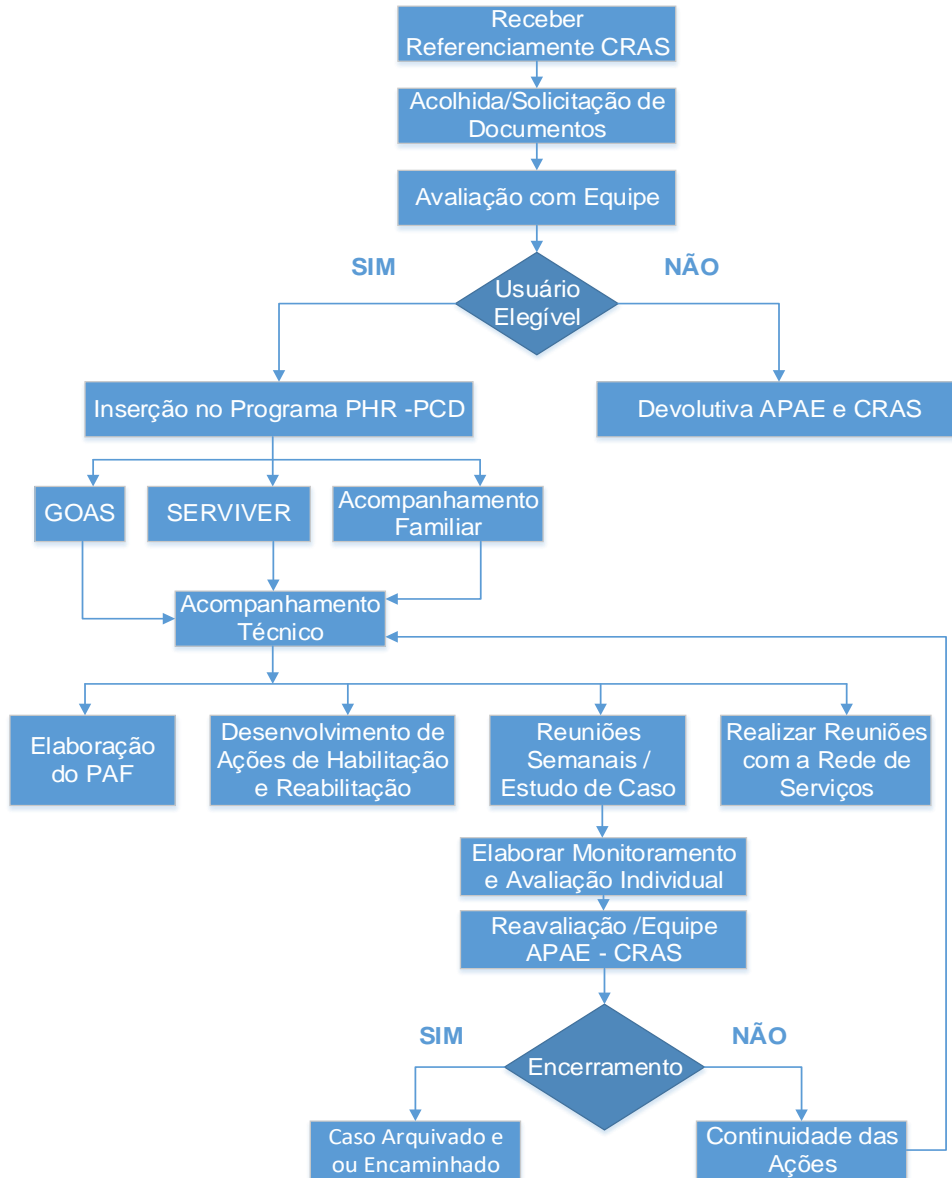 Receber
Referenciamente CRAS
Acolhida/Solicitação de
Documentos
Avaliação com Equipe
SIM
NÃO
Usuário
Elegível
Inserção no Programa PHR -PCD
Devolutiva APAE e CRAS
GOAS
SERVIVER
Acompanhamento
Familiar
Acompanhamento
Técnico
Elaboração
do PAF
Desenvolvimento de
Ações de Habilitação
e Reabilitação
Reuniões
Semanais /
Estudo de Caso
Realizar Reuniões
com a Rede de
Serviços
Elaborar Monitoramento
e Avaliação Individual
Reavaliação /Equipe
APAE - CRAS
SIM
NÃO
Encerramento
Caso Arquivado e
ou Encaminhado
Continuidade das
Ações